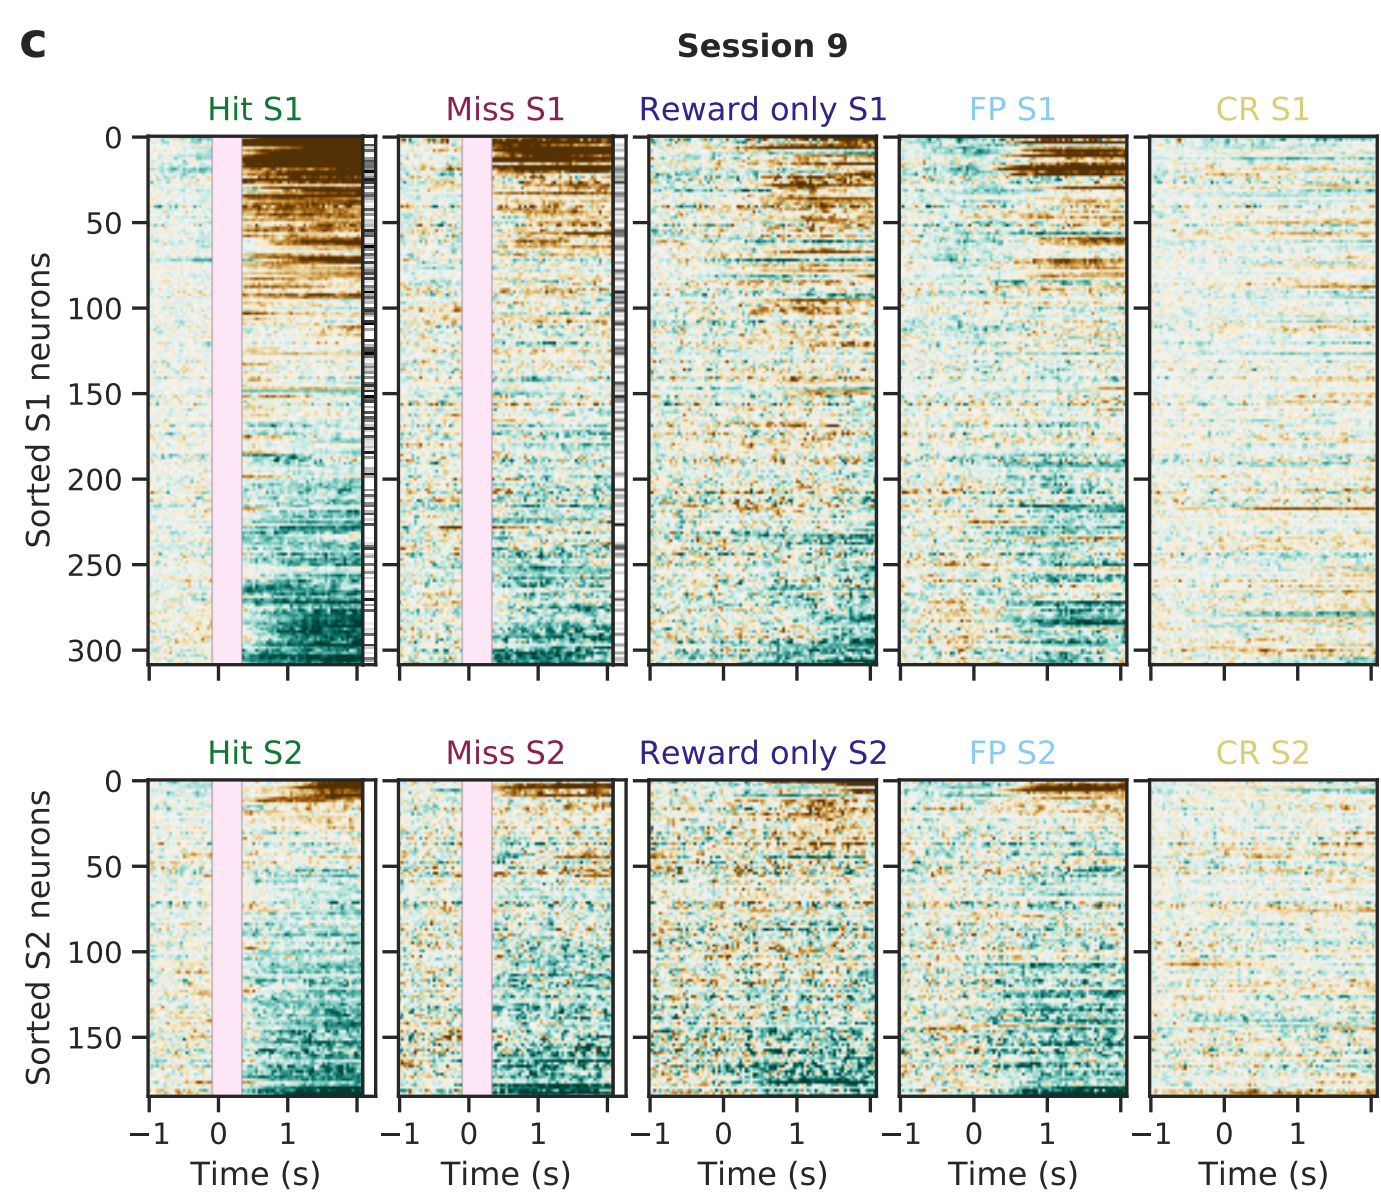 c
Session 9
Hit S1 Miss S1 Reward only S1 FP S1 CR S1
0
50
100
150
200
250
300
Sorted S1 neurons
Hit S2 Miss S2 Reward only S2 FP S2 CR S2
0
50
100
150
Sorted S2 neurons
−1 0 1 −1 0 1 −1 0 1 −1 0 1 −1 0 1
Time (s) Time (s) Time (s) Time (s) Time (s)